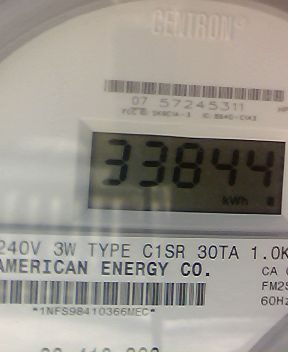 CENTRON®
07 57245311
33844
kWh
240V 3W TYPE C1SR 30TA 1.0K
AMERICAN ENERGY CO.
CA
FM2S
60Hz
*1NFS98410366MEC*